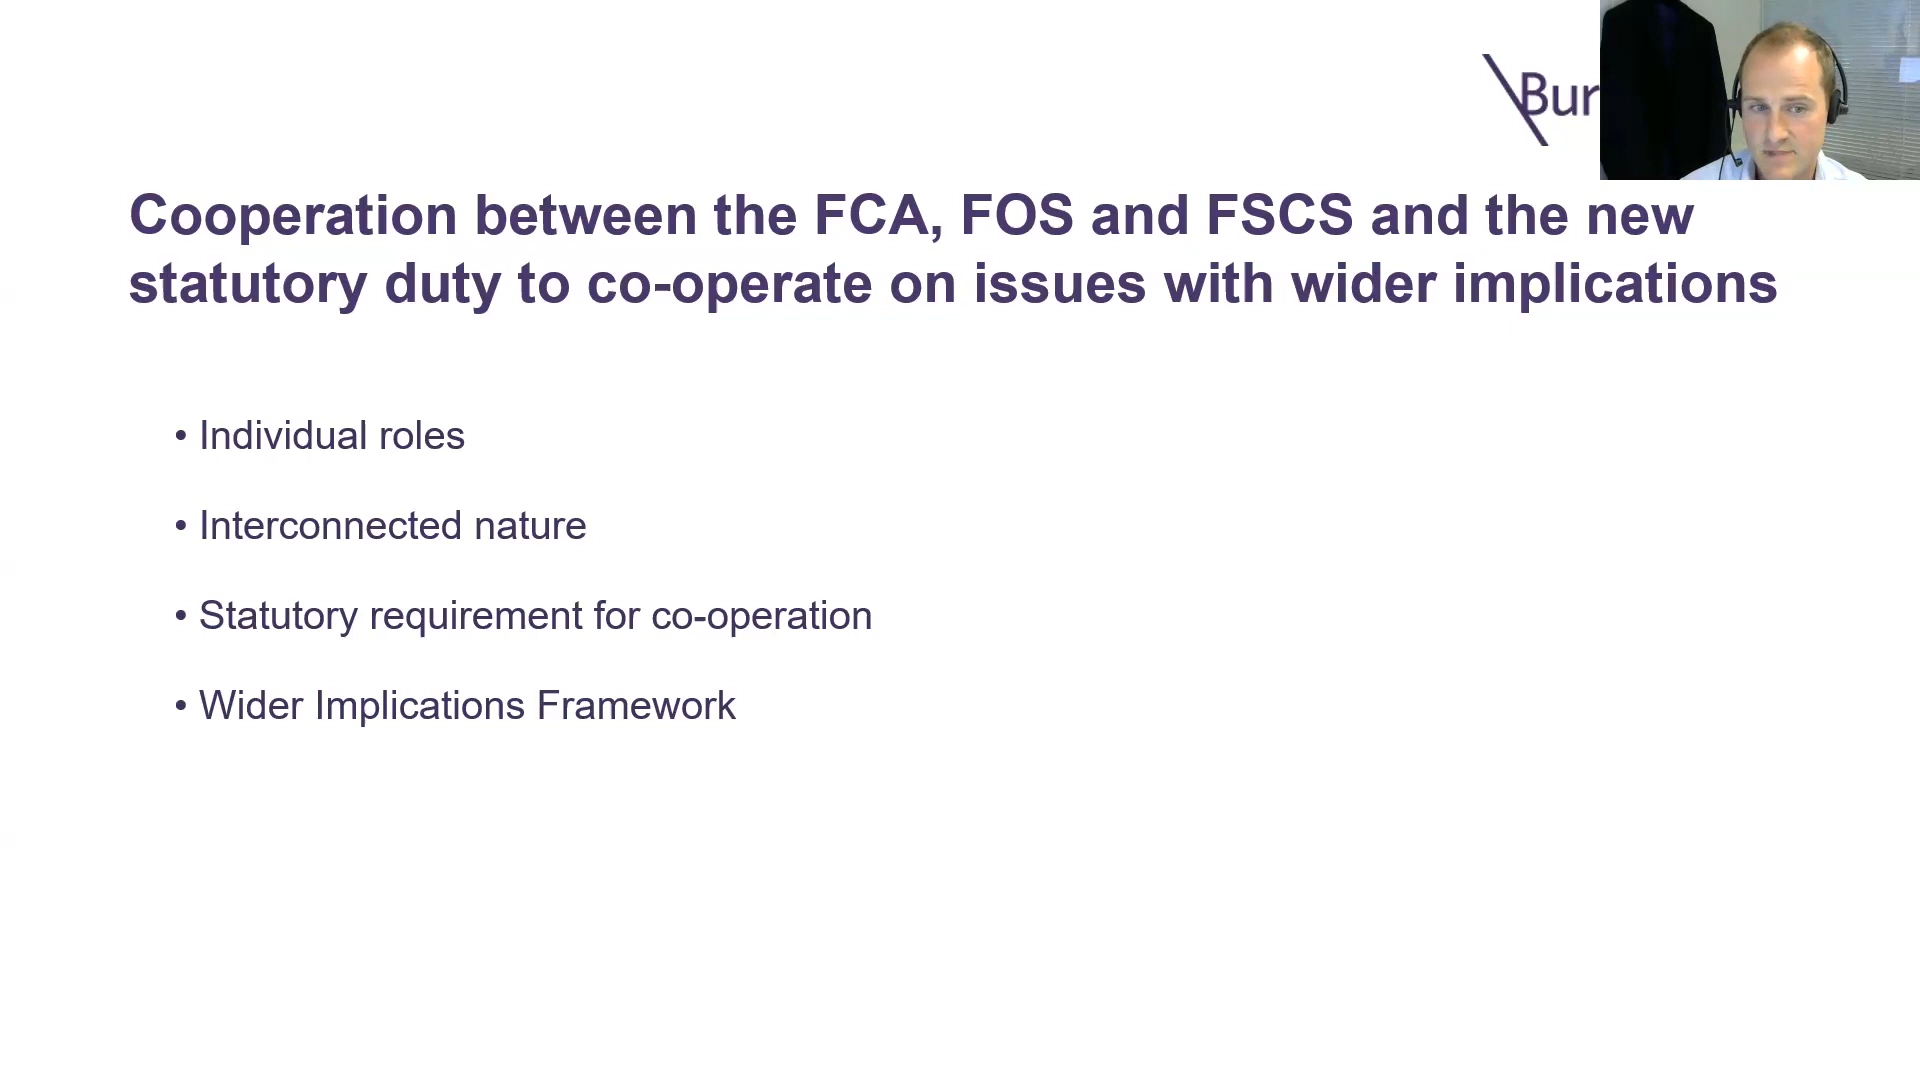 Bur
Cooperation between the FCA, FOS and FSCS and the new
statutory duty to co-operate on issues with wider implications
• Individual roles
• Interconnected nature
• Statutory requirement for co-operation
• Wider Implications Framework